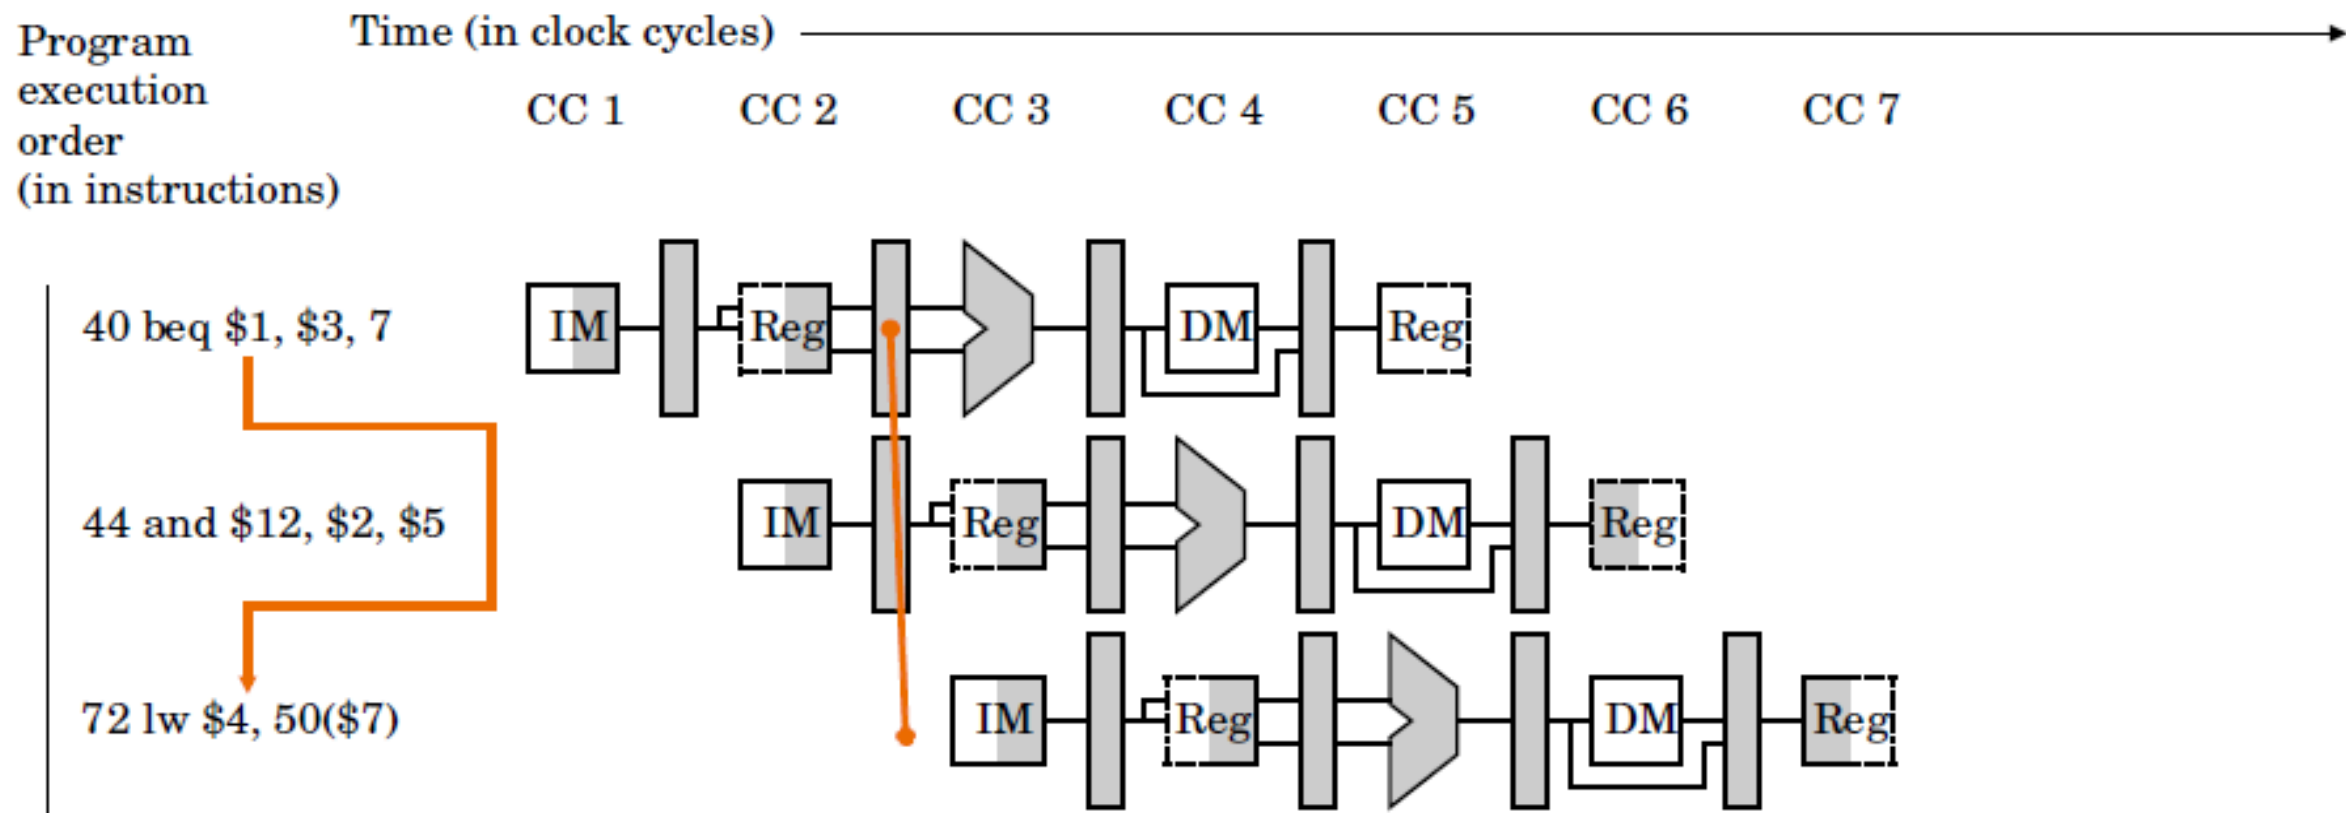 Program
execution
order
(in instructions)
Time (in clock cycles)
CC 1 CC 2 CC 3 CC 4 CC 5 CC 6 CC 7
40 beq $1, $3, 7
IM Reg DM Reg
44 and $12, $2, $5
IM Reg DM Reg
72 lw $4, 50($7)
IM Reg DM Reg